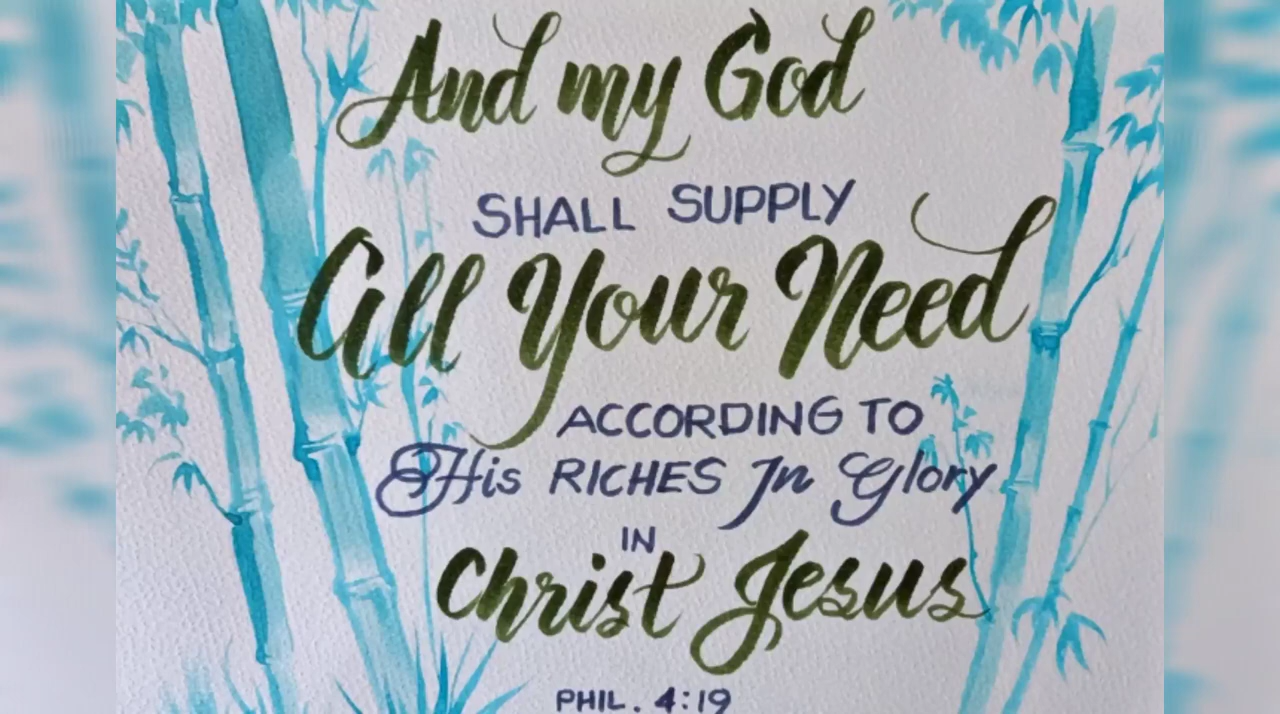 And my God
SHALL SUPPLY
All Your Need
ACCORDING TO
His RICHES In Glory
IN
Christ Jesus
PHIL. 4:19